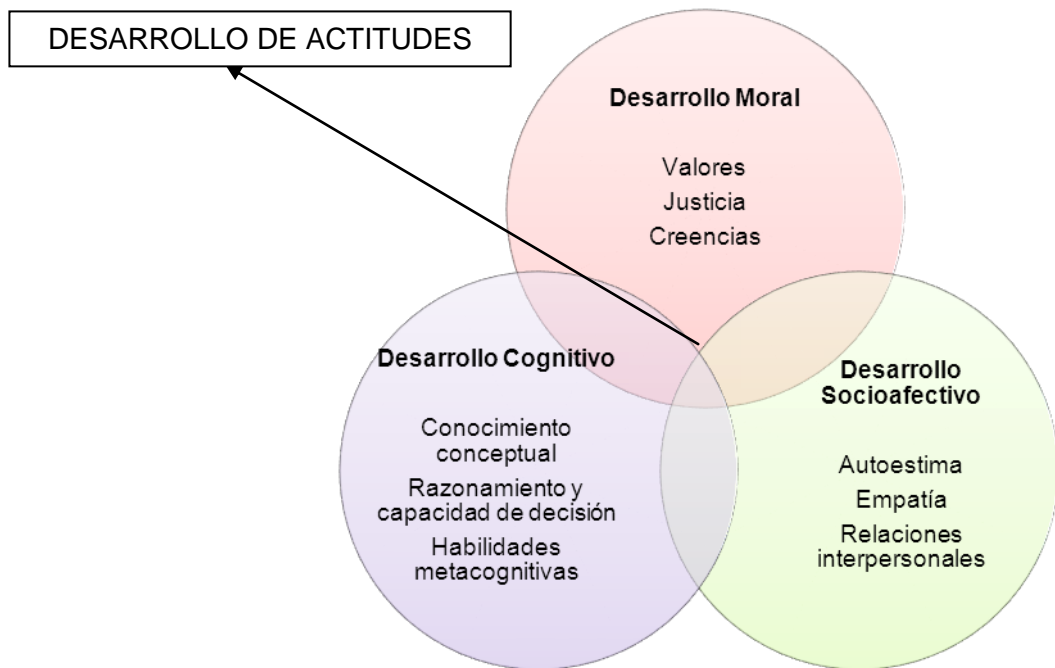 DESARROLLO DE ACTITUDES
Desarrollo Moral
Valores
Justicia
Creencias
Desarrollo Cognitivo
Conocimiento
conceptual
Razonamiento y
capacidad de decisión
Habilidades
metacognitivas
Desarrollo
Socioafectivo
Autoestima
Empatía
Relaciones
interpersonales